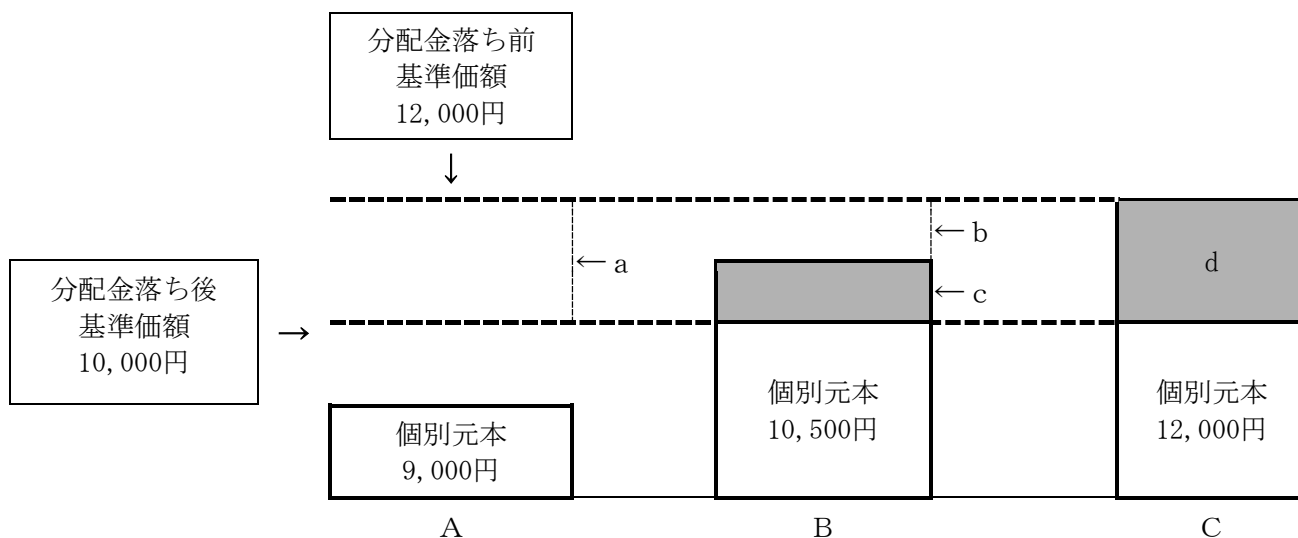 分配金落ち前
基準価額
12,000円
↓
← b
← a
d
分配金落ち後
基準価額
10,000円
→
← c
個別元本
10,500円
個別元本
12,000円
個別元本
9,000円
A
B
C